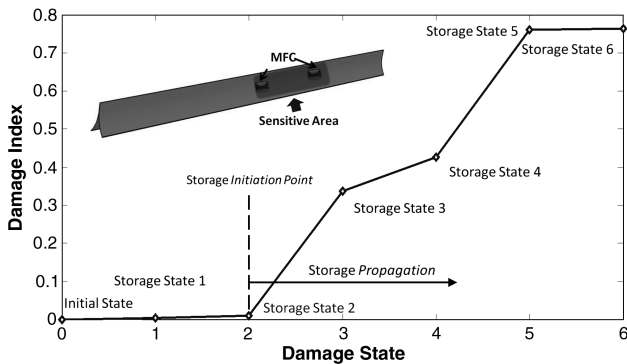 0.8
0.7
0.6
0.5
0.4
0.3
0.2
0.1
0
Damage Index
MFC
Sensitive Area
Storage State 5
Storage State 6
Storage Initiation Point
Storage State 4
Storage State 3
Storage Propagation
Storage State 1
Initial State
Storage State 2
0 1 2 3 4 5 6
Damage State